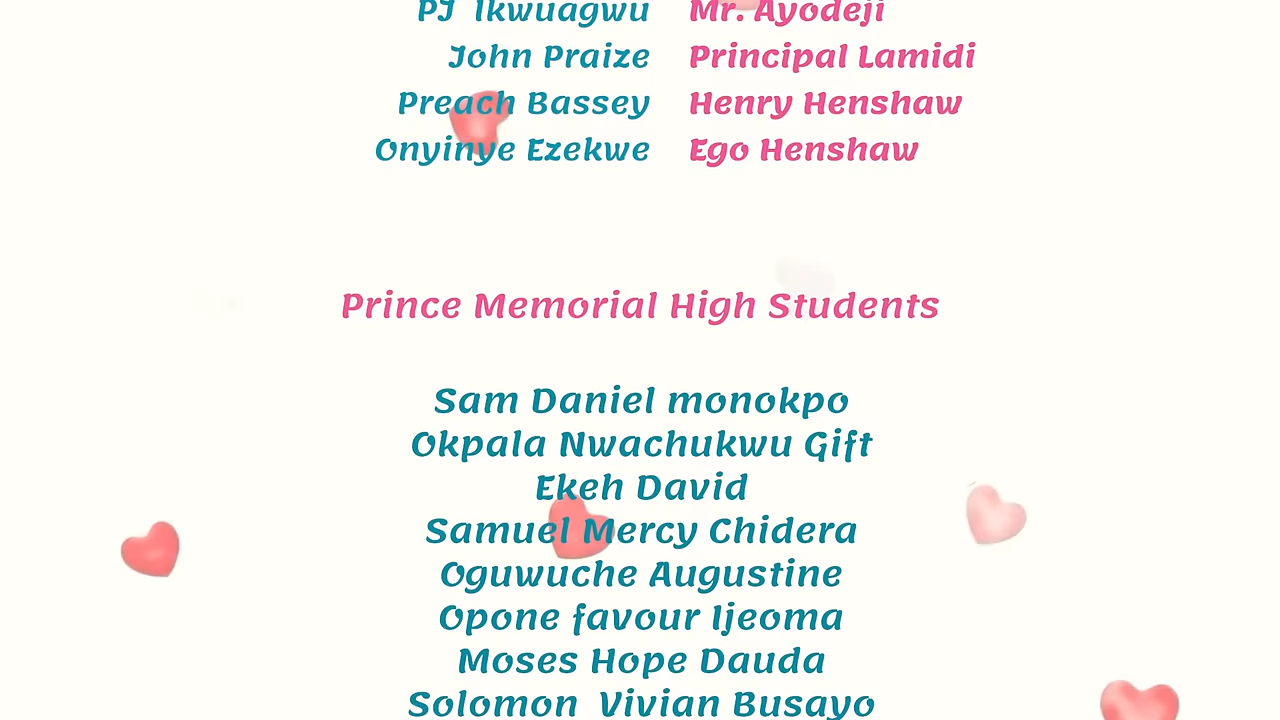 PJ Ikwuagwu Mr. Ayodeji
John Praize Principal Lamidi
Preach Bassey Henry Henshaw
Onyinye Ezekwe Ego Henshaw
Prince Memorial High Students
Sam Daniel monokpo
Okpala Nwachukwu Gift
Ekeh David
Samuel Mercy Chidera
Oguwuche Augustine
Opone favour Ijeoma
Moses Hope Dauda
Solomon Vivian Busayo